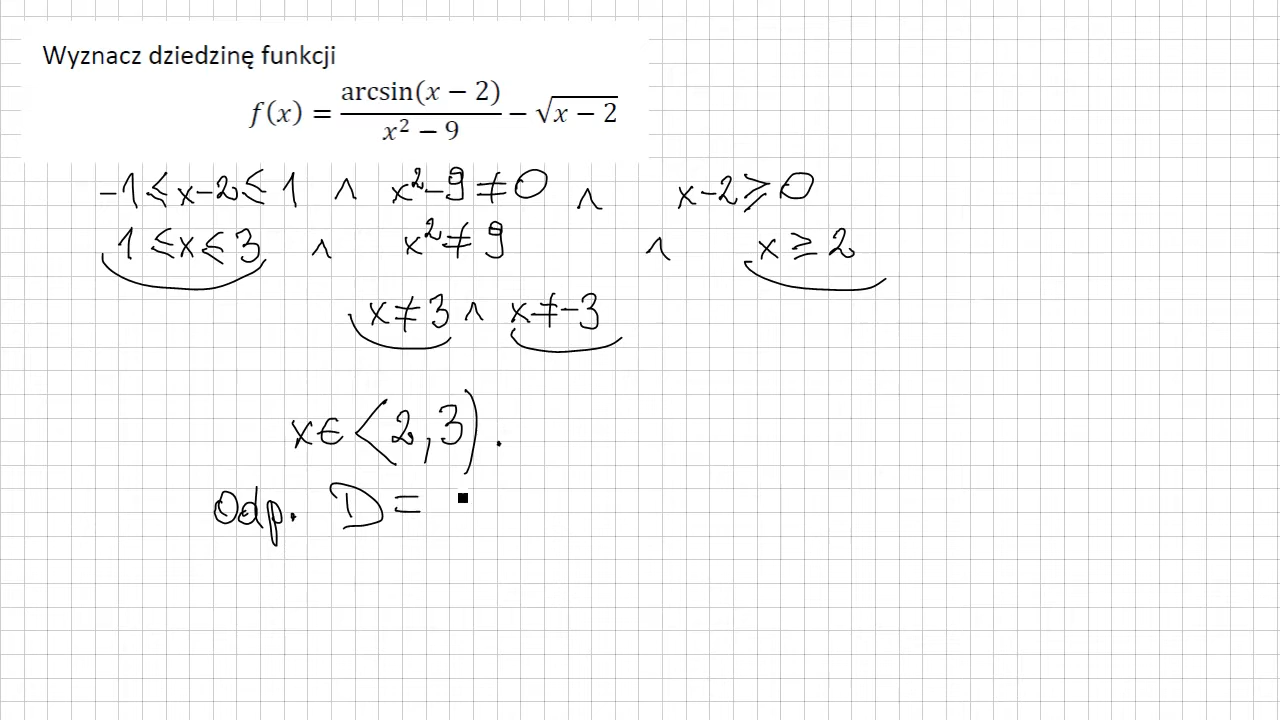 Wyznacz dziedzinę funkcji
f(x) = arcsin(x − 2) / (x² − 9) − √(x − 2)
-1 ≤ x-2 ≤ 1 ∧ x²-9 ≠ 0 ∧ x-2 ≥ 0
1 ≤ x ≤ 3 ∧ x² ≠ 9 ∧ x ≥ 2
x ≠ 3 ∧ x ≠ -3
x ∈ ⟨2,3).
Odp. D =